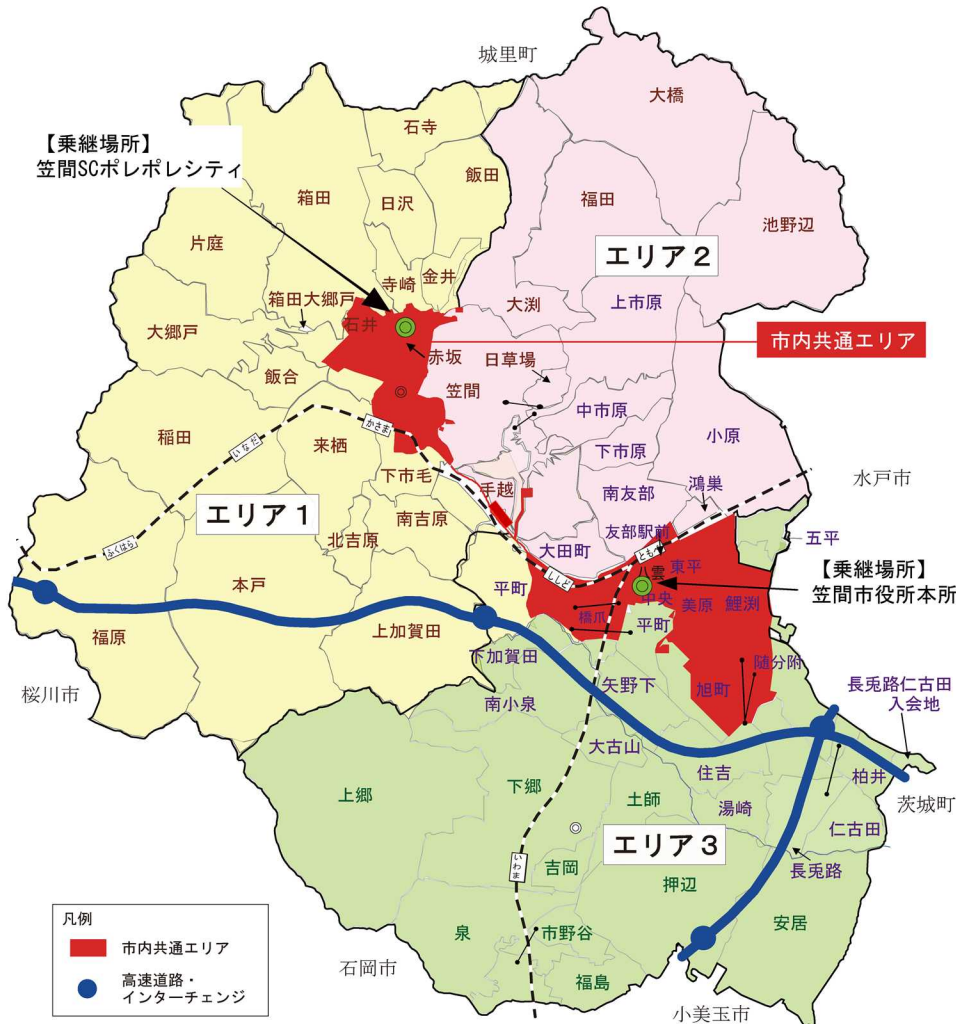 城里町
大橋
【乗継場所】
笠間SCポレポレシティ
石寺
飯田
箱田
日沢
福田
池野辺
片庭
エリア２
金井
寺崎
箱田大郷戸
大渕
上市原
大郷戸
石井
市内共通エリア
赤坂
日草場
飯合
笠間
中市原
稲田
かさま
小原
いなだ
来栖
下市原
下市毛
水戸市
手越
南友部
鴻巣
エリア１
南吉原
友部駅前
北吉原
大田町
ともべ
五平
ふくはら
ししど
八雲
東平
【乗継場所】
笠間市役所本所
本戸
平町
中央
美原
鯉渕
橋爪
平町
福原
上加賀田
下加賀田
随分附
矢野下
旭町
長兎路仁古田
入会地
桜川市
南小泉
大古山
住吉
柏井
茨城町
上郷
下郷
土師
湯崎
仁古田
エリア３
いわま
吉岡
長兎路
押辺
安居
凡例
市内共通エリア
高速道路・
インターチェンジ
泉
市野谷
石岡市
福島
小美玉市